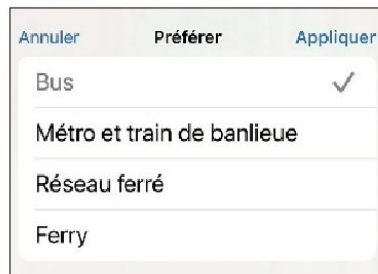 Annuler Préférer Appliquer
Bus
Métro et train de banlieue
Réseau ferré
Ferry